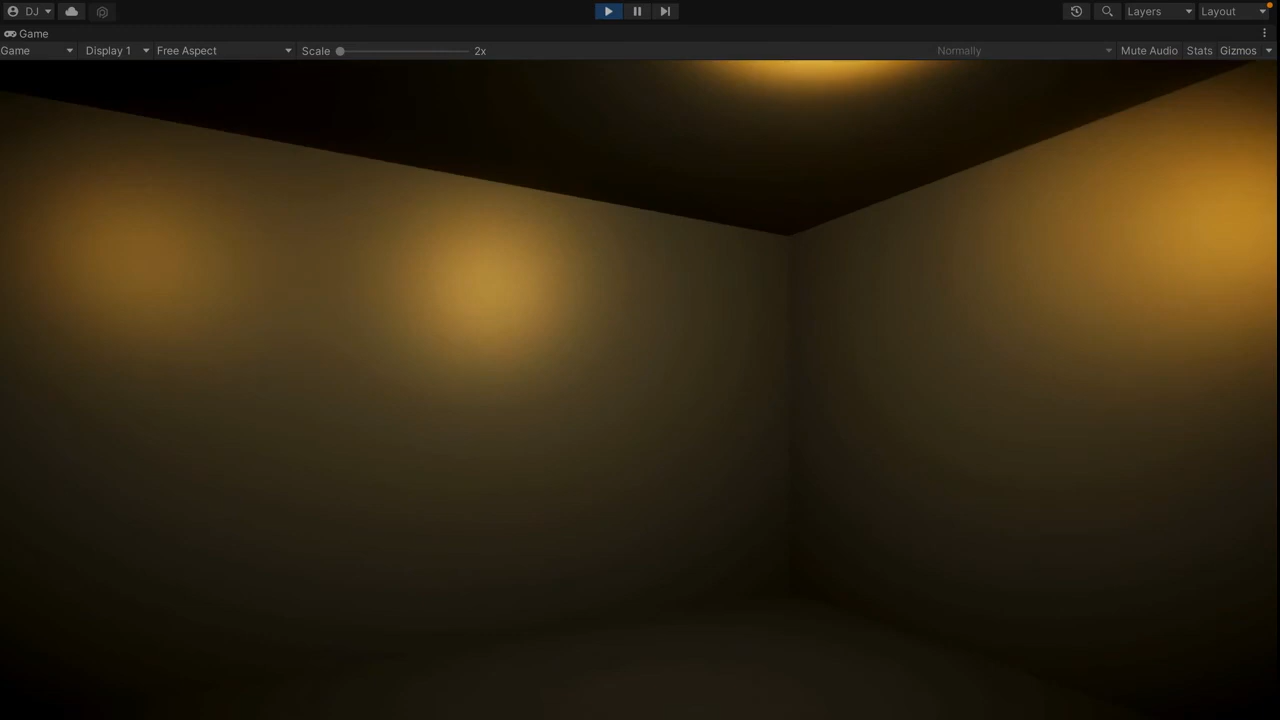 DJ Layers Layout
Game
Game Display 1 Free Aspect Scale 2x Normally Mute Audio Stats Gizmos